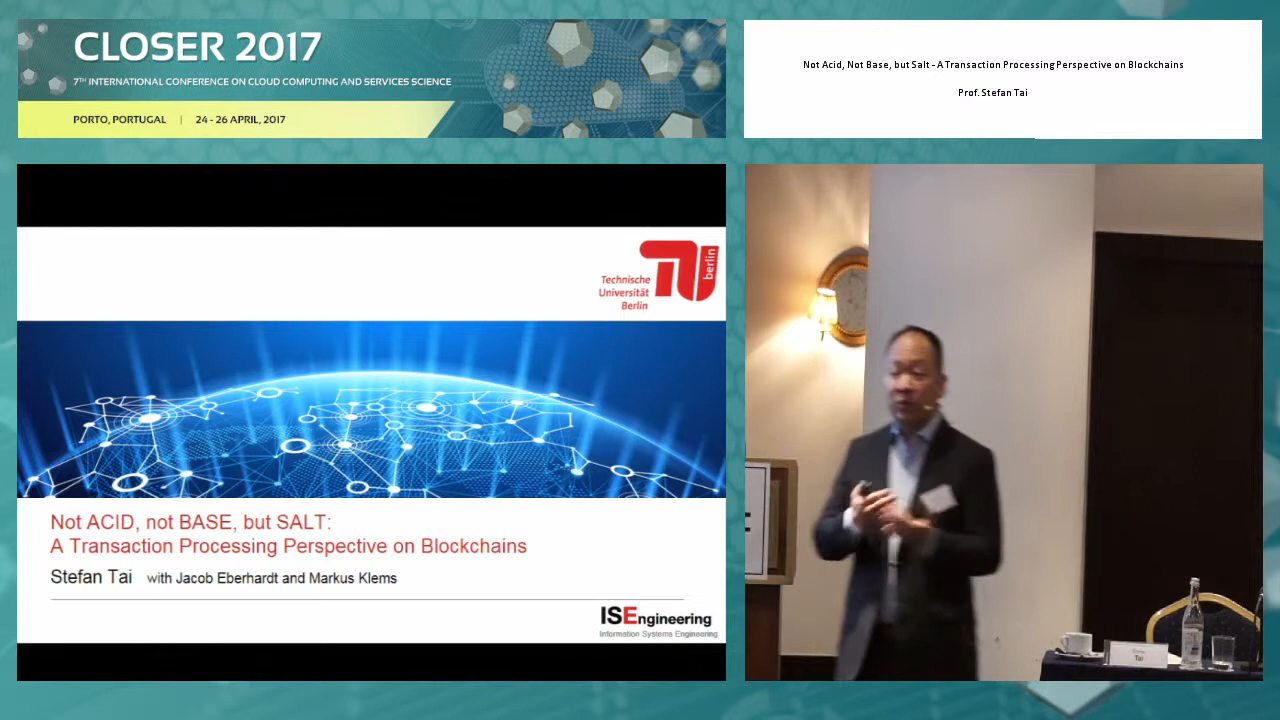 CLOSER 2017
7TH INTERNATIONAL CONFERENCE ON CLOUD COMPUTING AND SERVICES SCIENCE
PORTO, PORTUGAL | 24 - 26 APRIL, 2017
Not Acid, Not Base, but Salt - A Transaction Processing Perspective on Blockchains
Prof. Stefan Tai
Technische
Universität
Berlin
berlin
Not ACID, not BASE, but SALT:
A Transaction Processing Perspective on Blockchains
Stefan Tai with Jacob Eberhardt and Markus Klems
ISEngineering
Information Systems Engineering
Tai